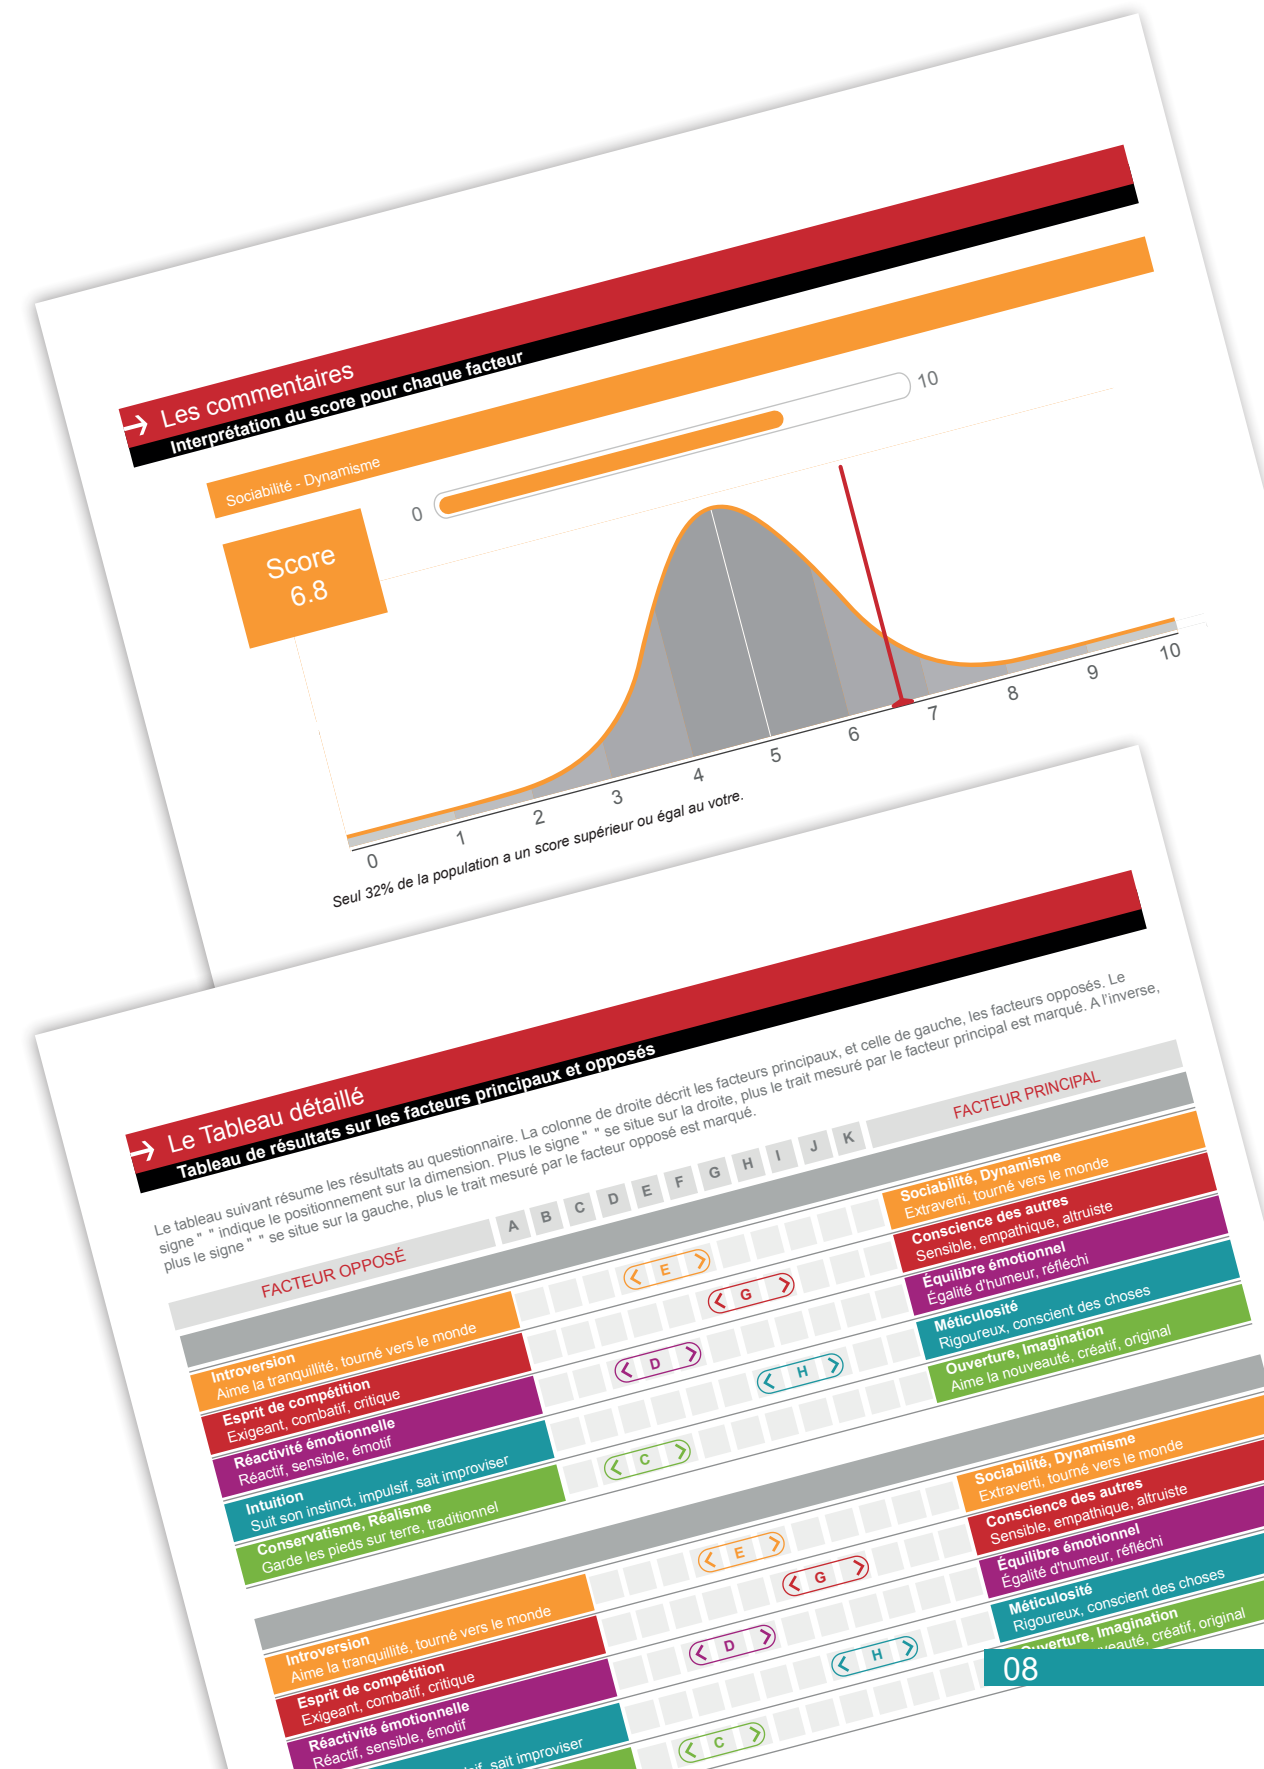 Les commentaires
Interprétation du score pour chaque facteur
Sociabilité - Dynamisme
0
10
Score
6.8
0
1
2
3
4
5
6
7
8
9
10
Seul 32% de la population a un score supérieur ou égal au votre.
Le Tableau détaillé
Tableau de résultats sur les facteurs principaux et opposés
Le tableau suivant résume les résultats au questionnaire. La colonne de droite décrit les facteurs principaux, et celle de gauche, les facteurs opposés. Le
signe " " indique le positionnement sur la dimension. Plus le signe " " se situe sur la droite, plus le trait mesuré par le facteur principal est marqué. A l'inverse,
plus le signe " " se situe sur la gauche, plus le trait mesuré par le facteur opposé est marqué.
FACTEUR OPPOSÉ
A B C D E F G H I J K
FACTEUR PRINCIPAL
Introversion
Aime la tranquillité, tourné vers le monde
E
Sociabilité, Dynamisme
Extraverti, tourné vers le monde
Esprit de compétition
Exigeant, combatif, critique
G
Conscience des autres
Sensible, empathique, altruiste
Réactivité émotionnelle
Réactif, sensible, émotif
D
Équilibre émotionnel
Égalité d'humeur, réfléchi
Intuition
Suit son instinct, impulsif, sait improviser
H
Méticulosité
Rigoureux, conscient des choses
Conservatisme, Réalisme
Garde les pieds sur terre, traditionnel
C
Ouverture, Imagination
Aime la nouveauté, créatif, original
Introversion
Aime la tranquillité, tourné vers le monde
E
Sociabilité, Dynamisme
Extraverti, tourné vers le monde
Esprit de compétition
Exigeant, combatif, critique
G
Conscience des autres
Sensible, empathique, altruiste
Réactivité émotionnelle
Réactif, sensible, émotif
D
Équilibre émotionnel
Égalité d'humeur, réfléchi
sait improviser
H
Méticulosité
Rigoureux, conscient des choses
C
Imagination
créatif, original
08